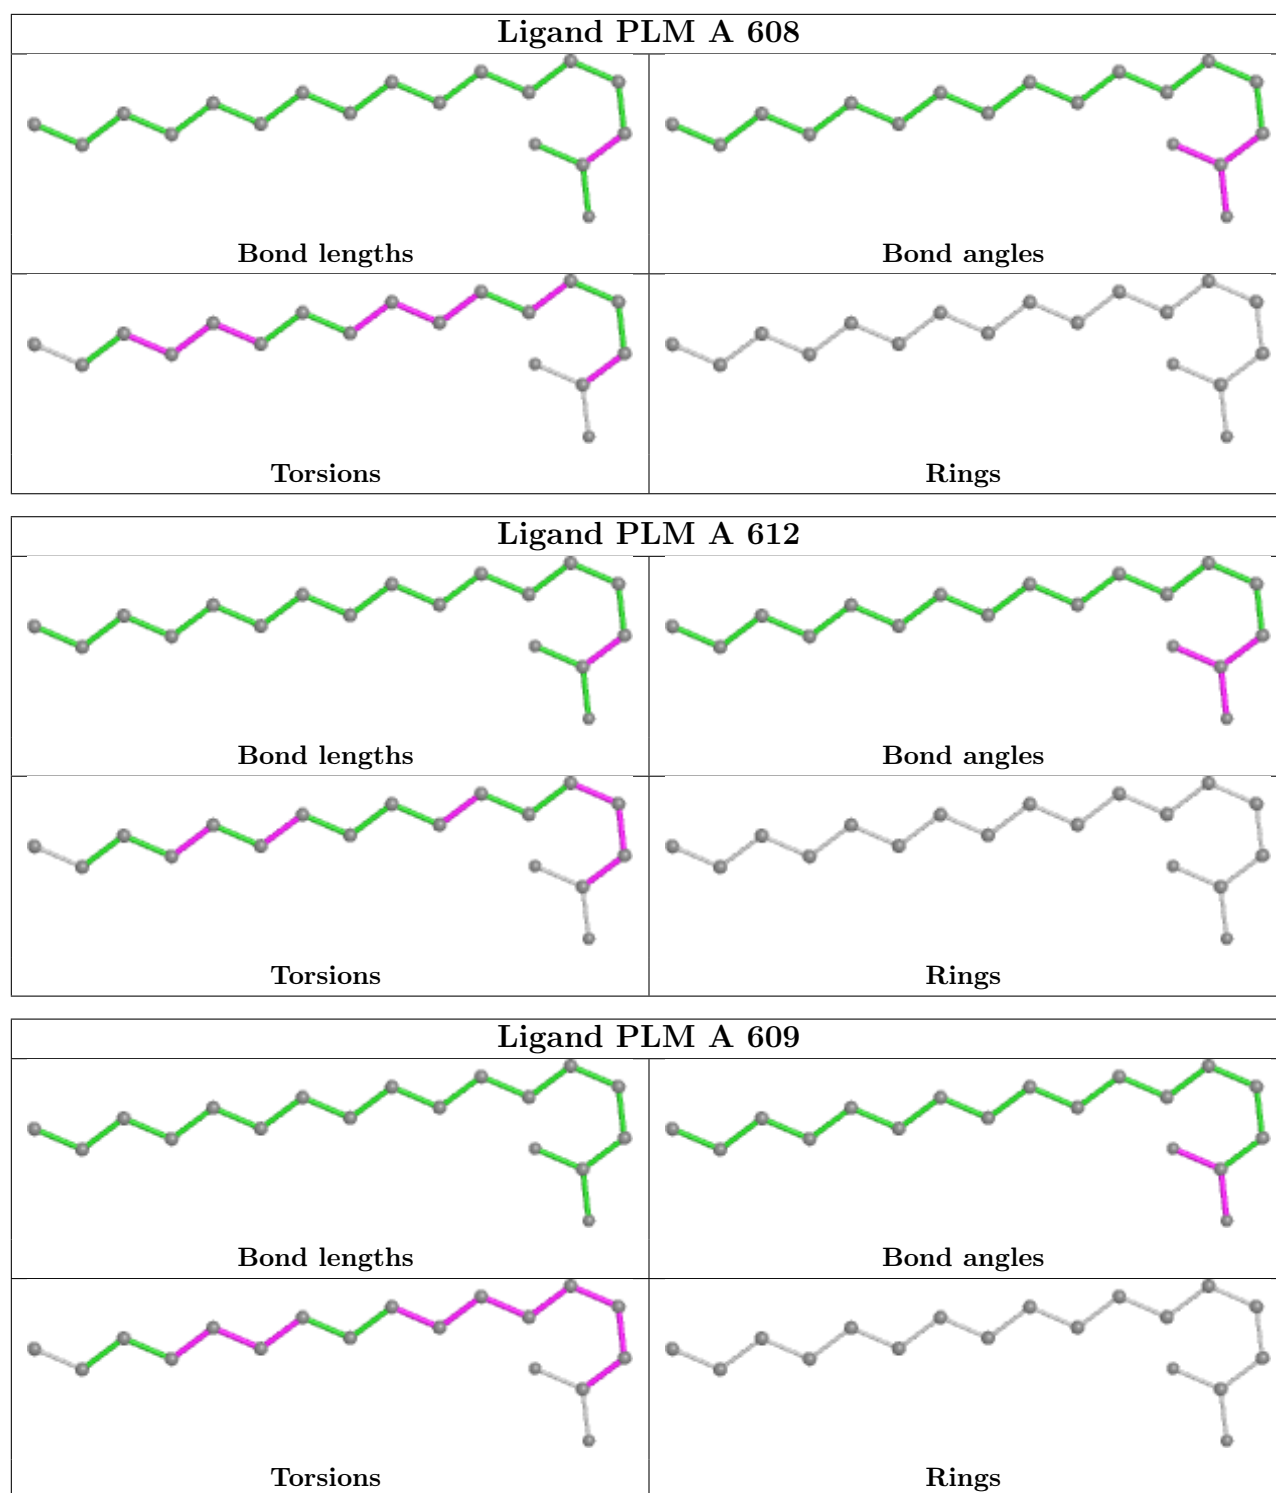 Ligand PLM A 608
Bond lengths
Bond angles
Torsions
Rings
Ligand PLM A 612
Bond lengths
Bond angles
Torsions
Rings
Ligand PLM A 609
Bond lengths
Bond angles
Torsions
Rings